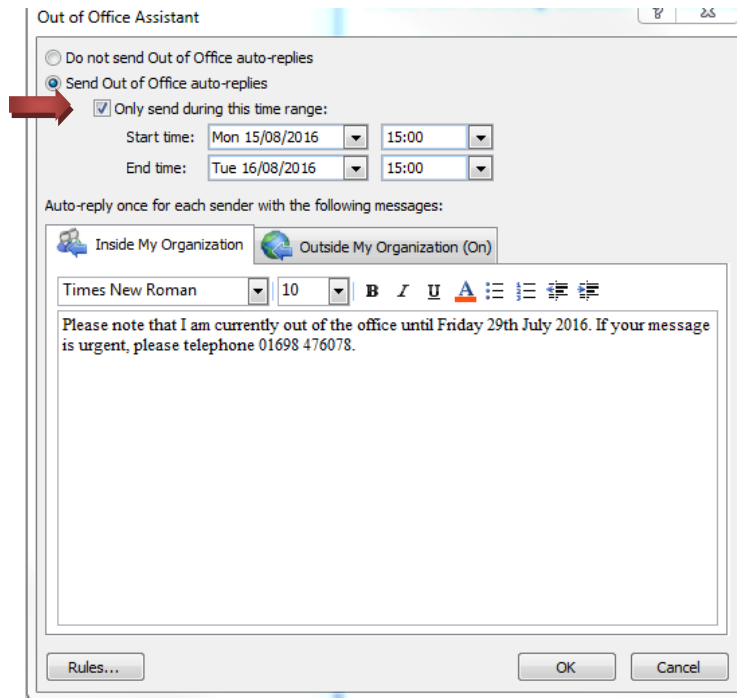 Out of Office Assistant
Do not send Out of Office auto-replies
Send Out of Office auto-replies
Only send during this time range:
Start time: Mon 15/08/2016 15:00
End time: Tue 16/08/2016 15:00
Auto-reply once for each sender with the following messages:
Inside My Organization Outside My Organization (On)
Times New Roman 10 B I U A
Please note that I am currently out of the office until Friday 29th July 2016. If your message
is urgent, please telephone 01698 476078.
Rules... OK Cancel